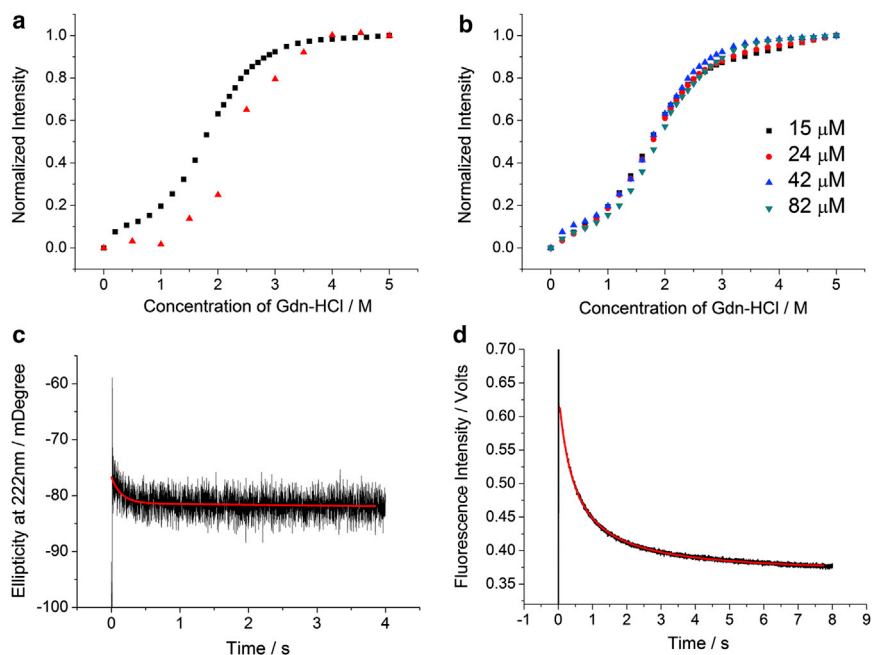 a
1.0
0.8
0.6
0.4
0.2
0.0
Normalized Intensity
0 1 2 3 4 5
Concentration of Gdn-HCl / M
b
1.0
0.8
0.6
0.4
0.2
0.0
Normalized Intensity
15 μM
24 μM
42 μM
82 μM
0 1 2 3 4 5
Concentration of Gdn-HCl / M
c
-60
-70
-80
-90
-100
Ellipticity at 222nm / mDegree
0 1 2 3 4
Time / s
d
0.70
0.65
0.60
0.55
0.50
0.45
0.40
0.35
Fluorescence Intensity / Volts
-1 0 1 2 3 4 5 6 7 8 9
Time / s